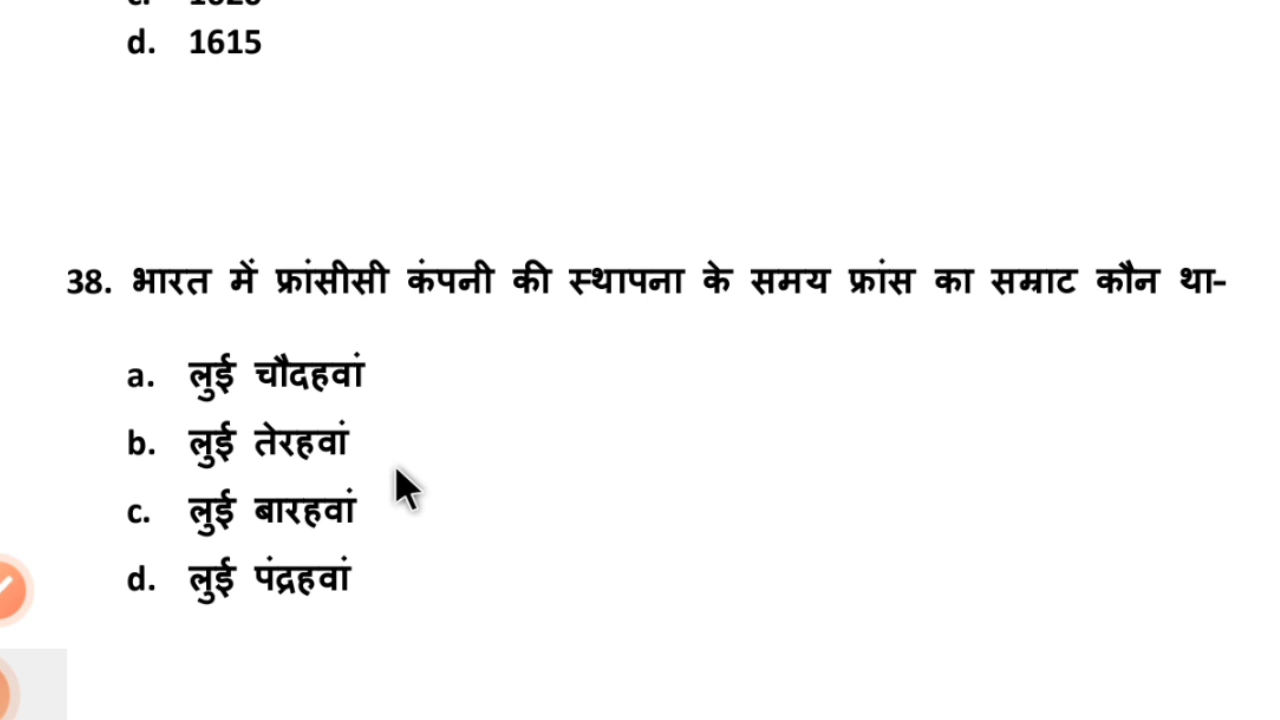 d. 1615
38. भारत में फ्रांसीसी कंपनी की स्थापना के समय फ्रांस का सम्राट कौन था-
a. लुई चौदहवां
b. लुई तेरहवां
c. लुई बारहवां
d. लुई पंद्रहवां